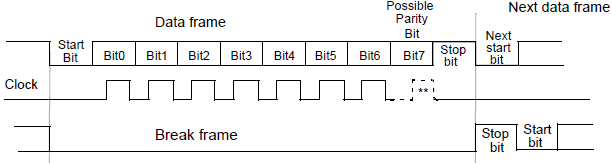 Data frame
Possible
Parity
Bit
Next data frame
Start
Bit
Bit0
Bit1
Bit2
Bit3
Bit4
Bit5
Bit6
Bit7
Stop
bit
Next
start
bit
Clock
**
Break frame
Stop
bit
Start
bit